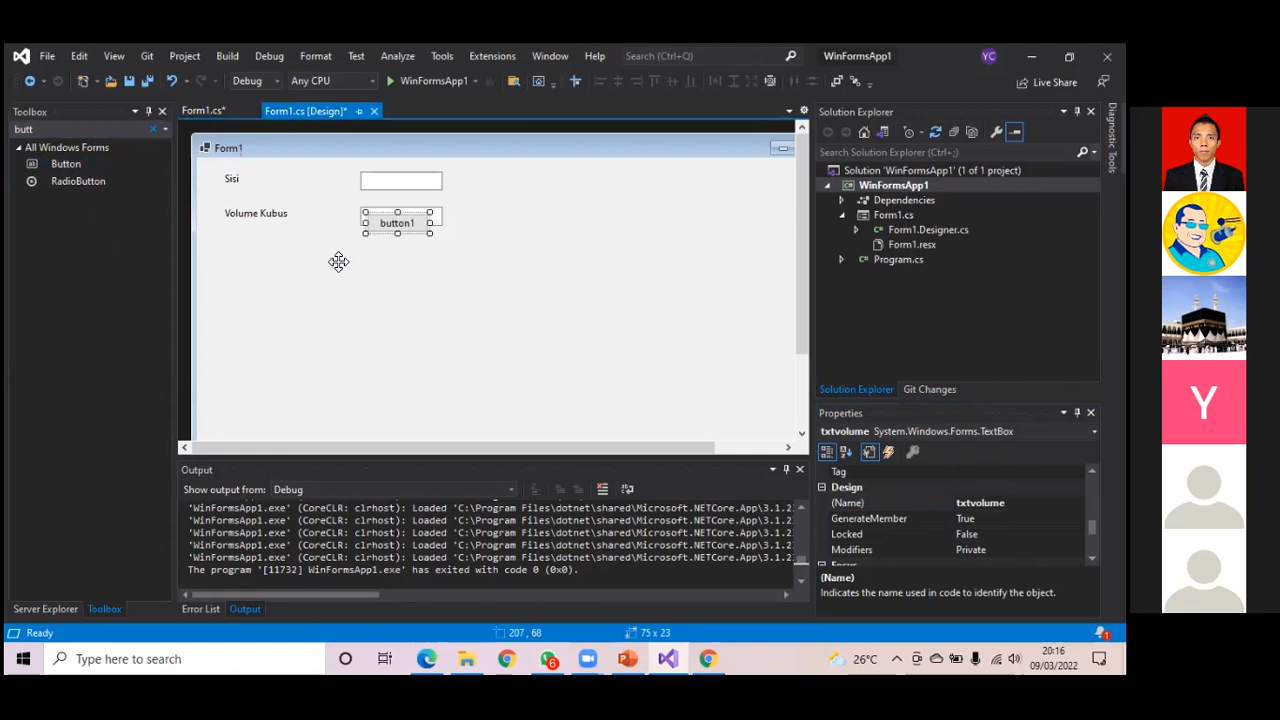 File Edit View Git Project Build Debug Format Test Analyze Tools Extensions Window Help Search (Ctrl+Q) WinFormsApp1 YC
Debug Any CPU WinFormsApp1 Live Share
Toolbox
butt
All Windows Forms
Button
RadioButton
Form1.cs* Form1.cs [Design]*
Form1
Sisi
Volume Kubus
button1
Solution Explorer
Search Solution Explorer (Ctrl+;)
Solution 'WinFormsApp1' (1 of 1 project)
WinFormsApp1
Dependencies
Form1.cs
Form1.Designer.cs
Form1.resx
Program.cs
Solution Explorer Git Changes
Diagnostic Tools
Y
Properties
txtvolume System.Windows.Forms.TextBox
Tag
Design
(Name) txtvolume
GenerateMember True
Locked False
Modifiers Private
(Name)
Indicates the name used in code to identify the object.
Output
Show output from: Debug
'WinFormsApp1.exe' (CoreCLR: clrhost): Loaded 'C:\Program Files\dotnet\shared\Microsoft.NETCore.App\3.1.2
'WinFormsApp1.exe' (CoreCLR: clrhost): Loaded 'C:\Program Files\dotnet\shared\Microsoft.NETCore.App\3.1.2
'WinFormsApp1.exe' (CoreCLR: clrhost): Loaded 'C:\Program Files\dotnet\shared\Microsoft.NETCore.App\3.1.2
'WinFormsApp1.exe' (CoreCLR: clrhost): Loaded 'C:\Program Files\dotnet\shared\Microsoft.NETCore.App\3.1.2
'WinFormsApp1.exe' (CoreCLR: clrhost): Loaded 'C:\Program Files\dotnet\shared\Microsoft.NETCore.App\3.1.2
The program '[11732] WinFormsApp1.exe' has exited with code 0 (0x0).
Server Explorer Toolbox Error List Output
Ready 207, 68 75 x 23 1
Type here to search 6 26°C 20:16
09/03/2022